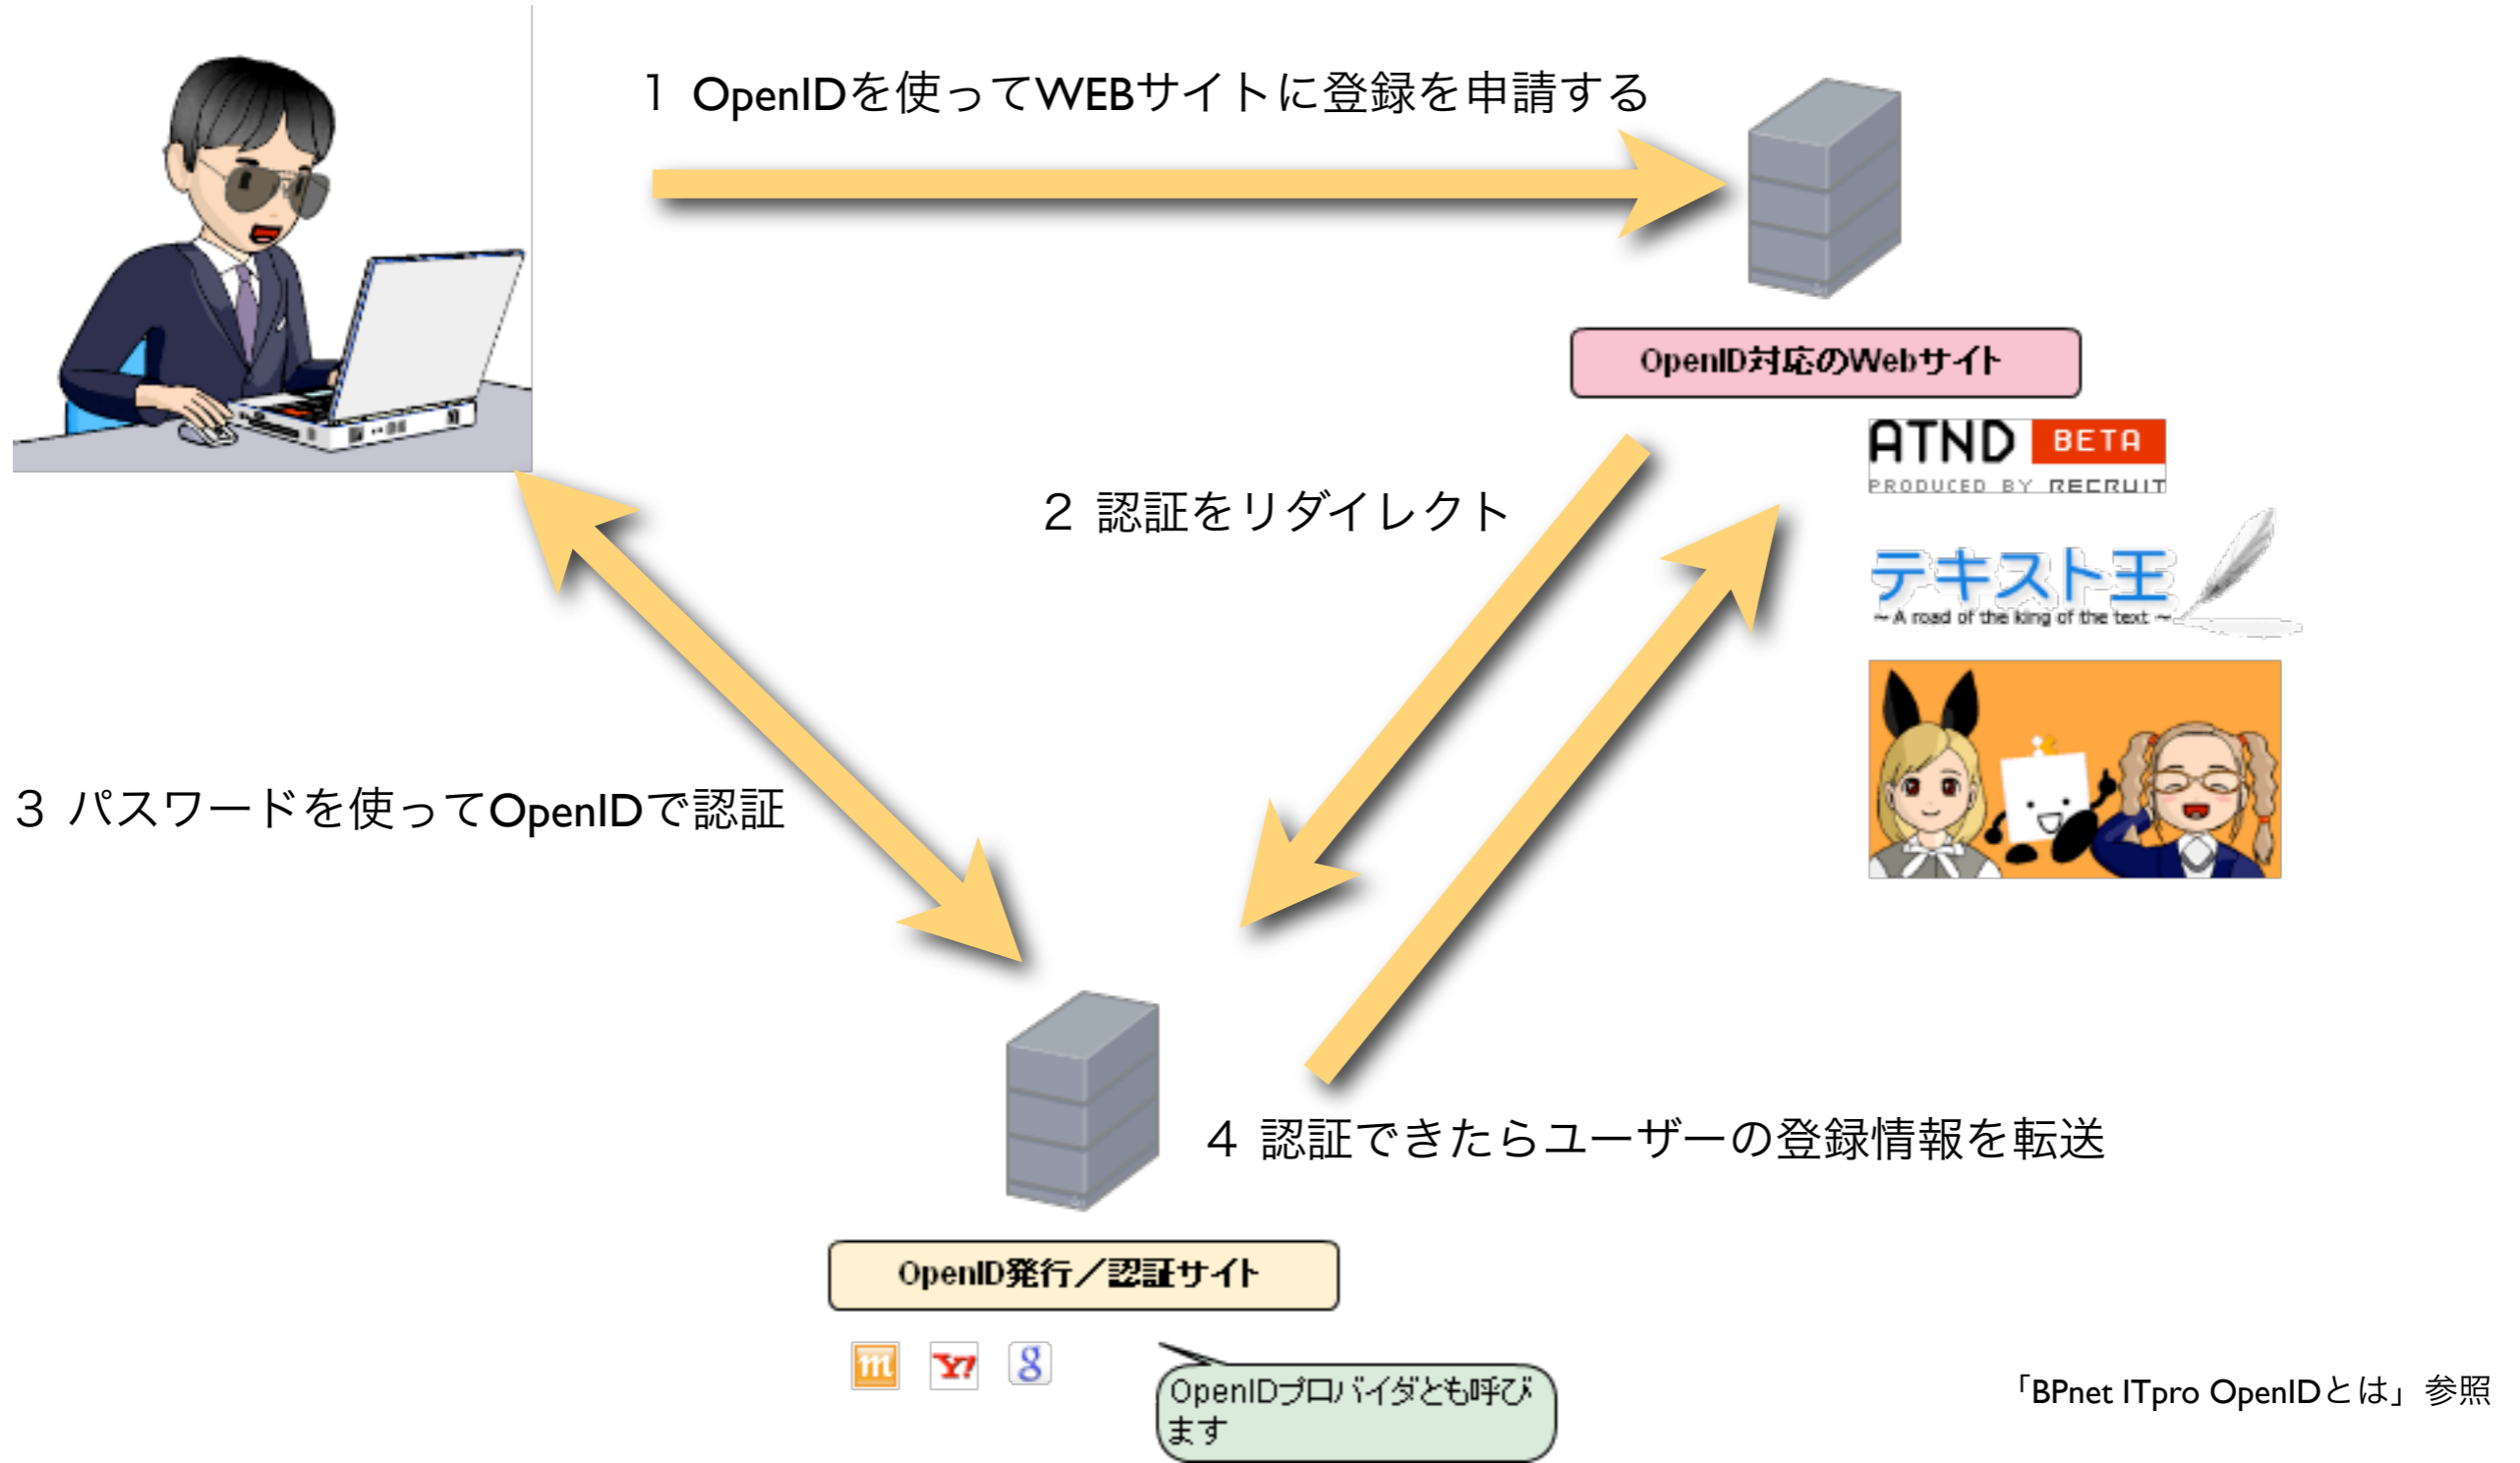 １ OpenIDを使ってWEBサイトに登録を申請する
OpenID対応のWebサイト
ATND BETA
PRODUCED BY RECRUIT
２ 認証をリダイレクト
テキスト王
～ A road of the king of the text ～
３ パスワードを使ってOpenIDで認証
４ 認証できたらユーザーの登録情報を転送
OpenID発行／認証サイト
m Y! g
OpenIDプロバイダとも呼び
ます
「BPnet ITpro OpenIDとは」参照